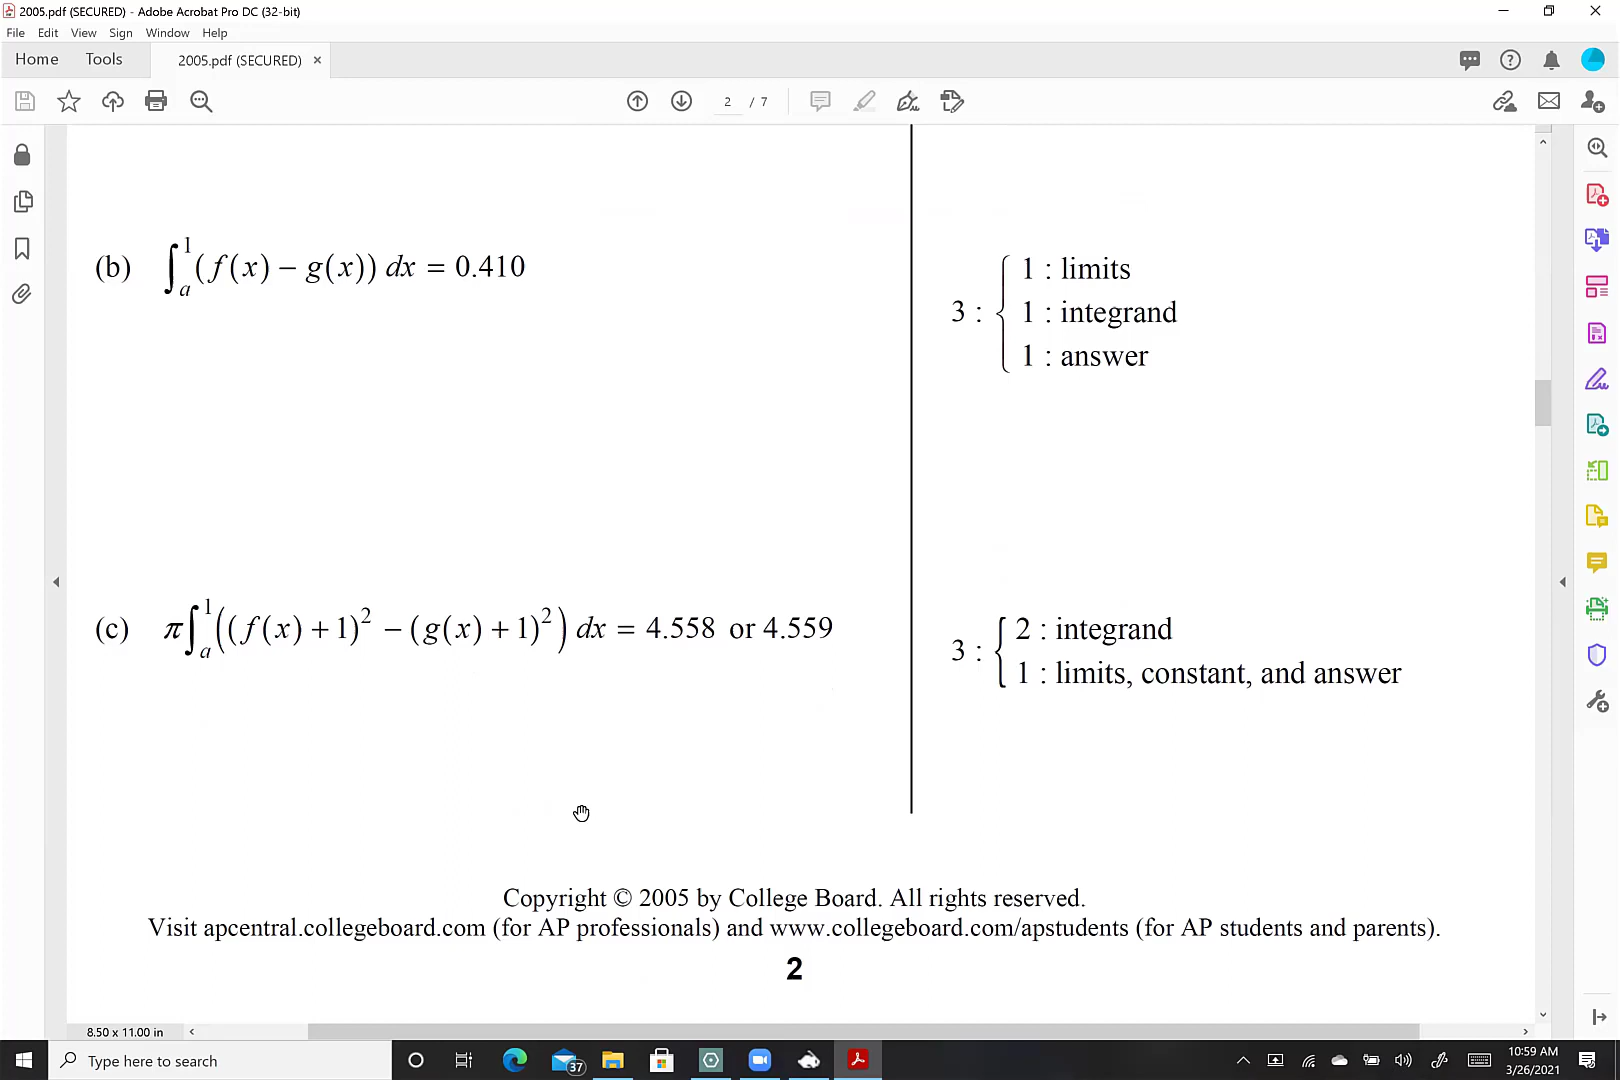 2005.pdf (SECURED) - Adobe Acrobat Pro DC (32-bit)
File Edit View Sign Window Help
Home Tools 2005.pdf (SECURED) ×
2 / 7
(b) ∫_a^1 (f(x) − g(x)) dx = 0.410
3 : { 1 : limits
1 : integrand
1 : answer
(c) π∫_a^1 ((f(x) + 1)^2 − (g(x) + 1)^2) dx = 4.558 or 4.559
3 : { 2 : integrand
1 : limits, constant, and answer
Copyright © 2005 by College Board. All rights reserved.
Visit apcentral.collegeboard.com (for AP professionals) and www.collegeboard.com/apstudents (for AP students and parents).
2
8.50 x 11.00 in
Type here to search
37
10:59 AM
3/26/2021